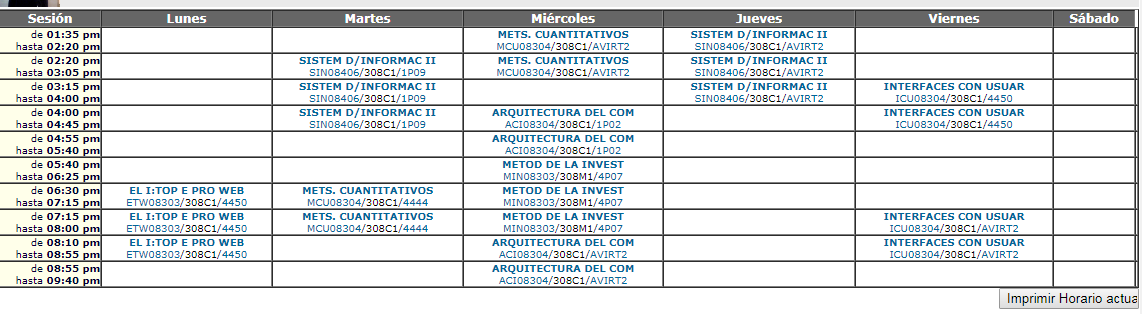 Sesión Lunes Martes Miércoles Jueves Viernes Sábado
de 01:35 pm METS. CUANTITATIVOS SISTEM D/INFORMAC II
hasta 02:20 pm MCU08304/308C1/AVIRT2 SIN08406/308C1/AVIRT2
de 02:20 pm SISTEM D/INFORMAC II METS. CUANTITATIVOS SISTEM D/INFORMAC II
hasta 03:05 pm SIN08406/308C1/1P09 MCU08304/308C1/AVIRT2 SIN08406/308C1/AVIRT2
de 03:15 pm SISTEM D/INFORMAC II SISTEM D/INFORMAC II INTERFACES CON USUAR
hasta 04:00 pm SIN08406/308C1/1P09 SIN08406/308C1/AVIRT2 ICU08304/308C1/4450
de 04:00 pm SISTEM D/INFORMAC II ARQUITECTURA DEL COM INTERFACES CON USUAR
hasta 04:45 pm SIN08406/308C1/1P09 ACI08304/308C1/1P02 ICU08304/308C1/4450
de 04:55 pm ARQUITECTURA DEL COM
hasta 05:40 pm ACI08304/308C1/1P02
de 05:40 pm METOD DE LA INVEST
hasta 06:25 pm MIN08303/308M1/4P07
de 06:30 pm EL I:TOP E PRO WEB METS. CUANTITATIVOS METOD DE LA INVEST
hasta 07:15 pm ETW08303/308C1/4450 MCU08304/308C1/4444 MIN08303/308M1/4P07
de 07:15 pm EL I:TOP E PRO WEB METS. CUANTITATIVOS METOD DE LA INVEST INTERFACES CON USUAR
hasta 08:00 pm ETW08303/308C1/4450 MCU08304/308C1/4444 MIN08303/308M1/4P07 ICU08304/308C1/AVIRT2
de 08:10 pm EL I:TOP E PRO WEB ARQUITECTURA DEL COM INTERFACES CON USUAR
hasta 08:55 pm ETW08303/308C1/4450 ACI08304/308C1/AVIRT2 ICU08304/308C1/AVIRT2
de 08:55 pm ARQUITECTURA DEL COM
hasta 09:40 pm ACI08304/308C1/AVIRT2
Imprimir Horario actua